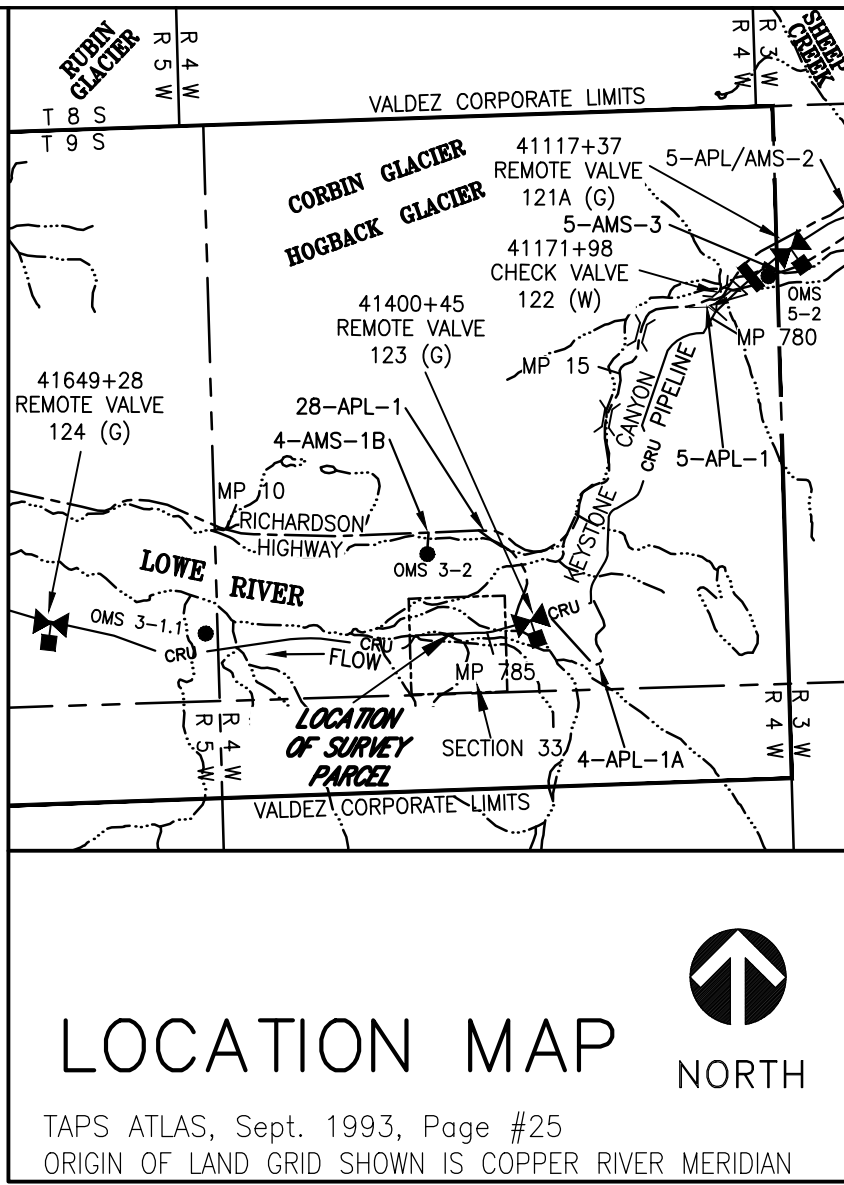 RUBIN
GLACIER
R 5 W
R 4 W
R 4 W
R 3 W
SHEEP
CREEK
T 8 S
T 9 S
VALDEZ CORPORATE LIMITS
CORBIN GLACIER
HOGBACK GLACIER
41117+37
REMOTE VALVE
121A (G)
5-APL/AMS-2
5-AMS-3
41171+98
CHECK VALVE
122 (W)
OMS
5-2
MP 780
41400+45
REMOTE VALVE
123 (G)
MP 15
41649+28
REMOTE VALVE
124 (G)
28-APL-1
4-AMS-1B
KEYSTONE CANYON
CRU PIPELINE
5-APL-1
MP 10
RICHARDSON
HIGHWAY
OMS 3-2
LOWE RIVER
OMS 3-1.1
CRU
CRU
CRU
FLOW
MP 785
LOCATION
OF SURVEY
PARCEL
SECTION 33
4-APL-1A
R 5 W
R 4 W
R 4 W
R 3 W
VALDEZ CORPORATE LIMITS
LOCATION MAP
NORTH
TAPS ATLAS, Sept. 1993, Page #25
ORIGIN OF LAND GRID SHOWN IS COPPER RIVER MERIDIAN